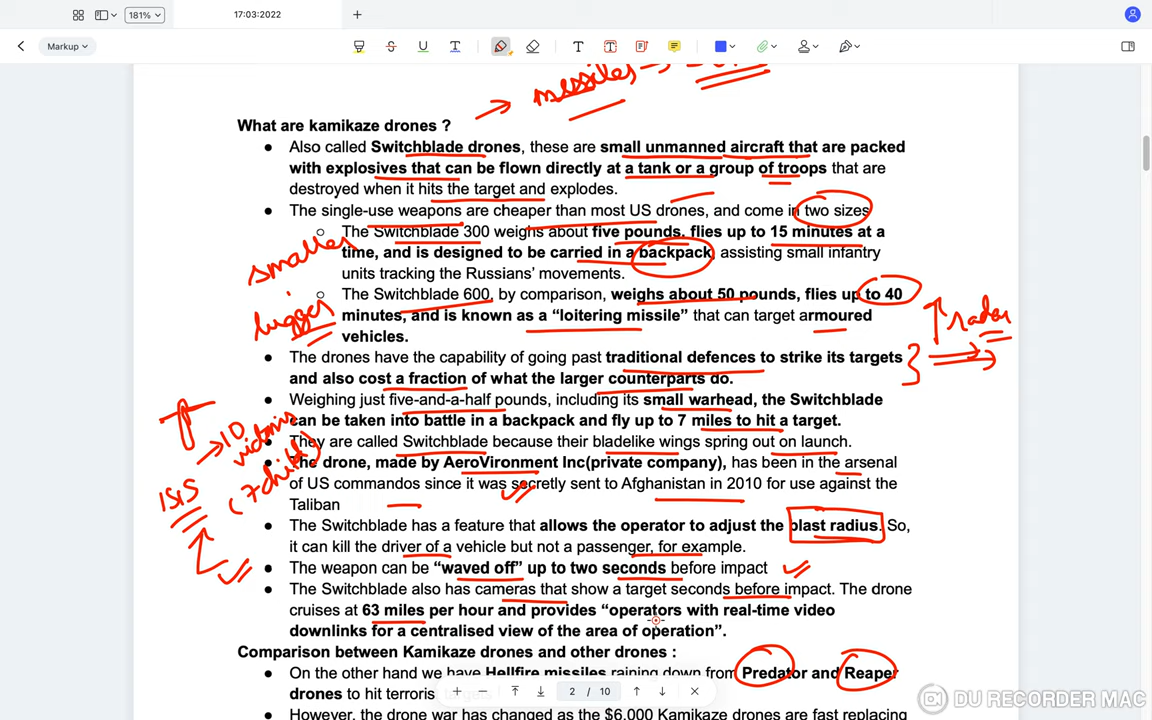 181%
17:03:2022
Markup
missiles
What are kamikaze drones ?
Also called Switchblade drones, these are small unmanned aircraft that are packed
with explosives that can be flown directly at a tank or a group of troops that are
destroyed when it hits the target and explodes.
The single-use weapons are cheaper than most US drones, and come in two sizes
The Switchblade 300 weighs about five pounds, flies up to 15 minutes at a
smaller
time, and is designed to be carried in a backpack, assisting small infantry
units tracking the Russians' movements.
The Switchblade 600, by comparison, weighs about 50 pounds, flies up to 40
bigger
minutes, and is known as a "loitering missile" that can target armoured
radar
vehicles.
The drones have the capability of going past traditional defences to strike its targets
and also cost a fraction of what the larger counterparts do.
Weighing just five-and-a-half pounds, including its small warhead, the Switchblade
can be taken into battle in a backpack and fly up to 7 miles to hit a target.
10
victims
They are called Switchblade because their bladelike wings spring out on launch.
The drone, made by AeroVironment Inc(private company), has been in the arsenal
of US commandos since it was secretly sent to Afghanistan in 2010 for use against the
ISIS
Taliban
The Switchblade has a feature that allows the operator to adjust the blast radius. So,
it can kill the driver of a vehicle but not a passenger, for example.
The weapon can be "waved off" up to two seconds before impact
The Switchblade also has cameras that show a target seconds before impact. The drone
cruises at 63 miles per hour and provides "operators with real-time video
downlinks for a centralised view of the area of operation".
Comparison between Kamikaze drones and other drones :
On the other hand we have Hellfire missiles raining down from Predator and Reaper
drones to hit terroris
2 / 10
However, the drone war has changed as the $6,000 Kamikaze drones are fast replacing
DU RECORDER MAC